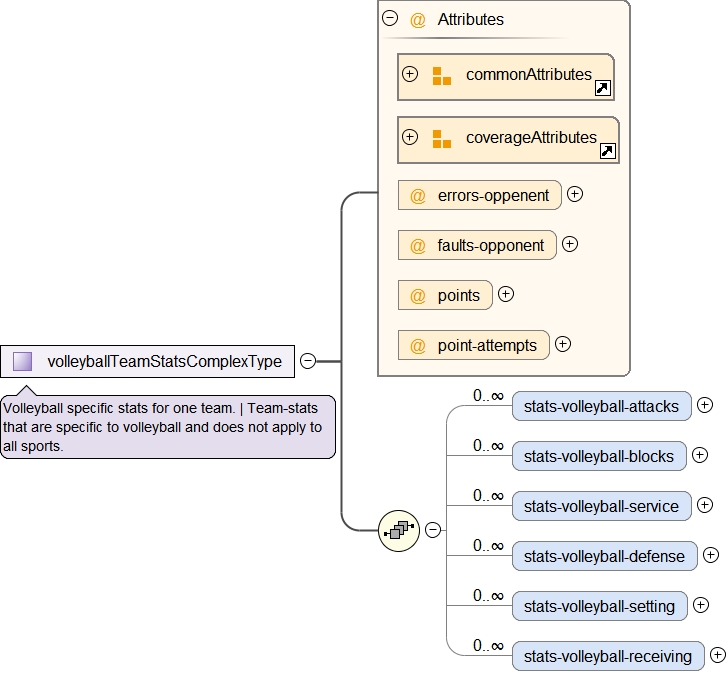 Attributes
commonAttributes
coverageAttributes
@ errors-oppenent
@ faults-opponent
@ points
@ point-attempts
volleyballTeamStatsComplexType
Volleyball specific stats for one team. | Team-stats
that are specific to volleyball and does not apply to
all sports.
0..∞ stats-volleyball-attacks
0..∞ stats-volleyball-blocks
0..∞ stats-volleyball-service
0..∞ stats-volleyball-defense
0..∞ stats-volleyball-setting
0..∞ stats-volleyball-receiving